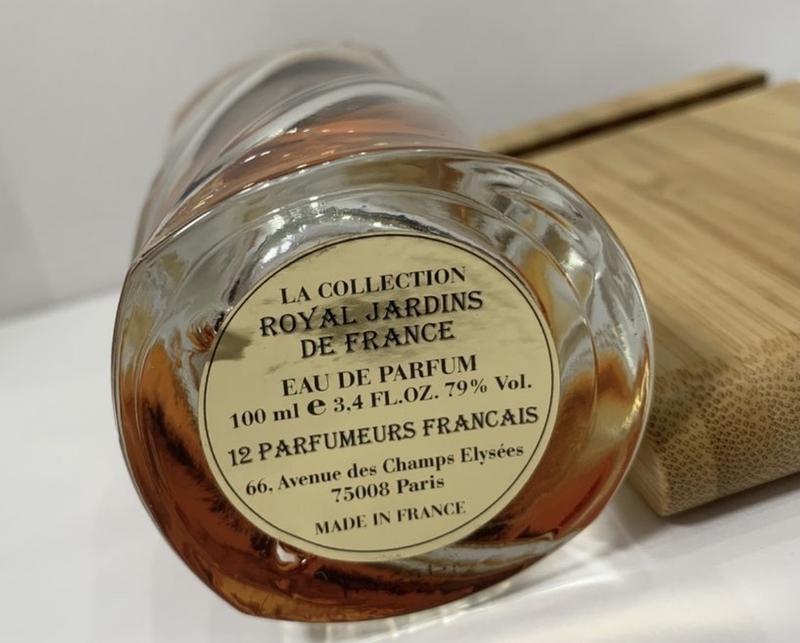 LA COLLECTION
ROYAL JARDINS
DE FRANCE
EAU DE PARFUM
100 ml e 3,4 FL.OZ. 79% Vol.
12 PARFUMEURS FRANCAIS
66, Avenue des Champs Elysées
75008 Paris
MADE IN FRANCE